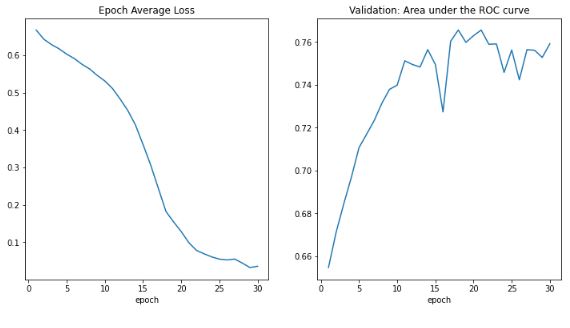 Epoch Average Loss
0.6
0.5
0.4
0.3
0.2
0.1
0 5 10 15 20 25 30
epoch
Validation: Area under the ROC curve
0.76
0.74
0.72
0.70
0.68
0.66
0 5 10 15 20 25 30
epoch